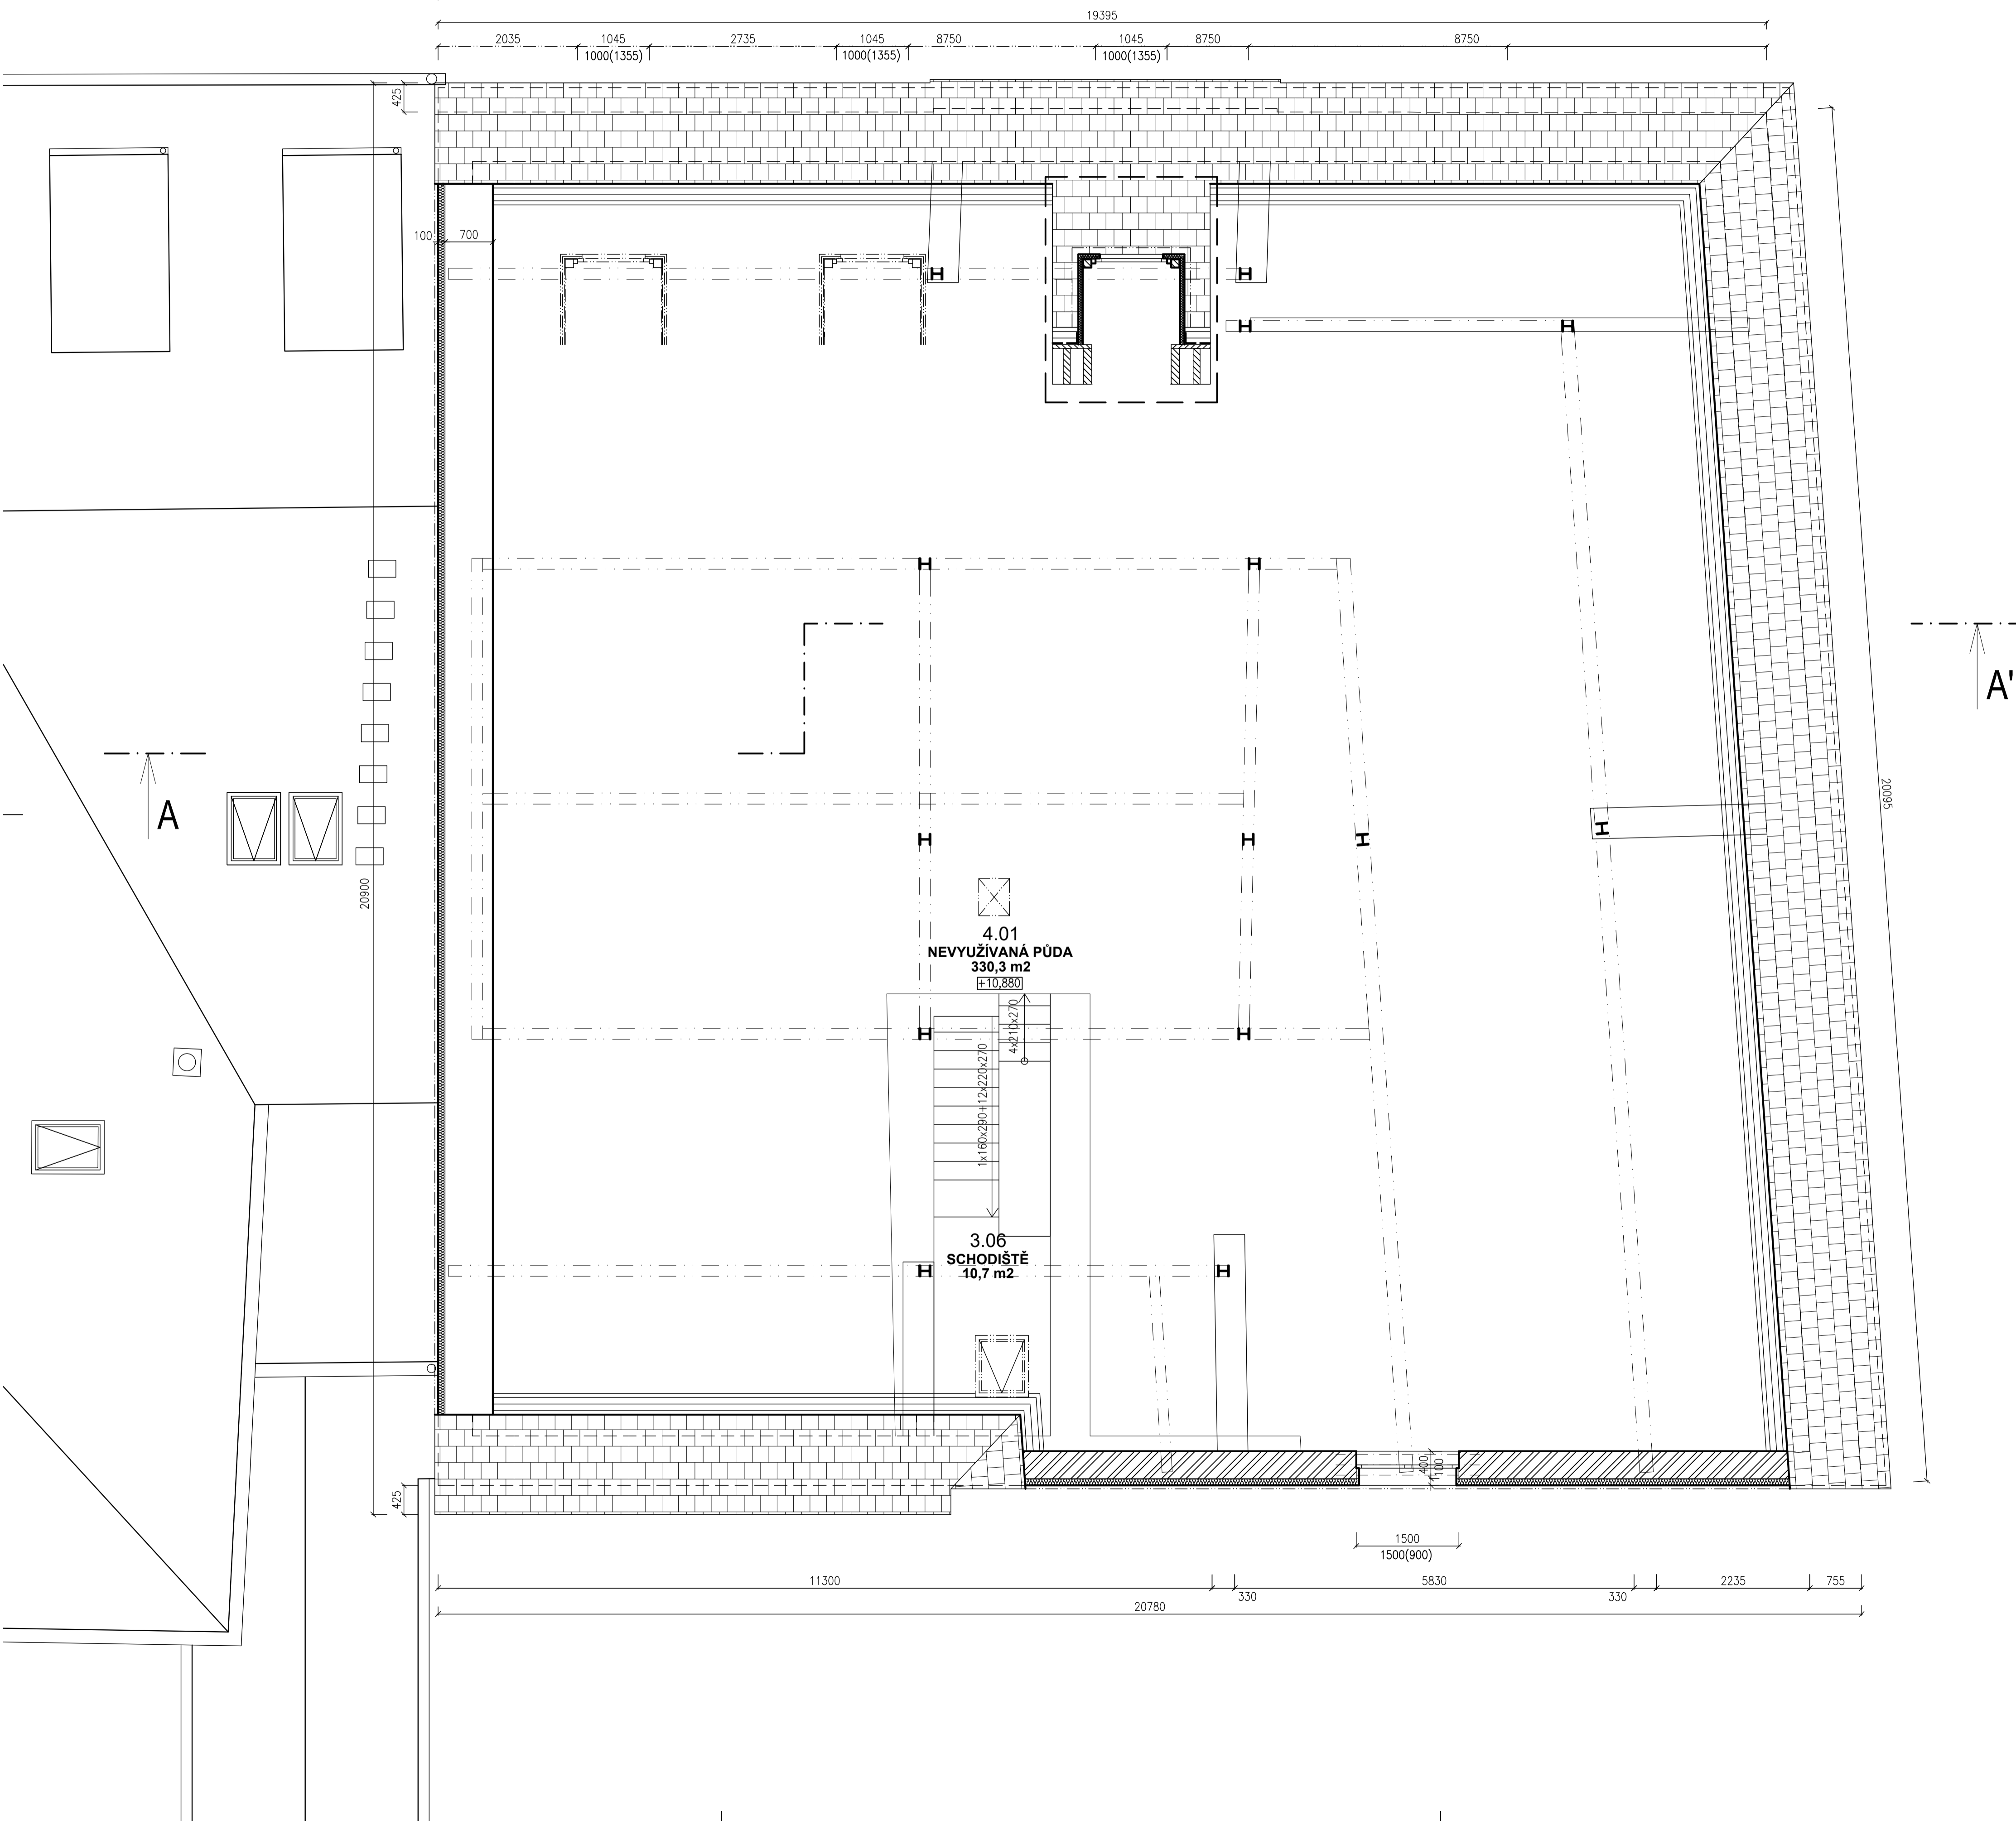 19395
2035 1045 2735 1045 8750 1045 8750 8750
1000(1355) 1000(1355) 1000(1355)
425
100 700
A'
20095
A
20900
4.01
NEVYUŽÍVANÁ PŮDA
330,3 m2
+10,880
4x210x270
1x160x290+12x220x270
3.06
SCHODIŠTĚ
10,7 m2
400
100
425
1500
1500(900)
11300 5830 2235 755
330 330
20780